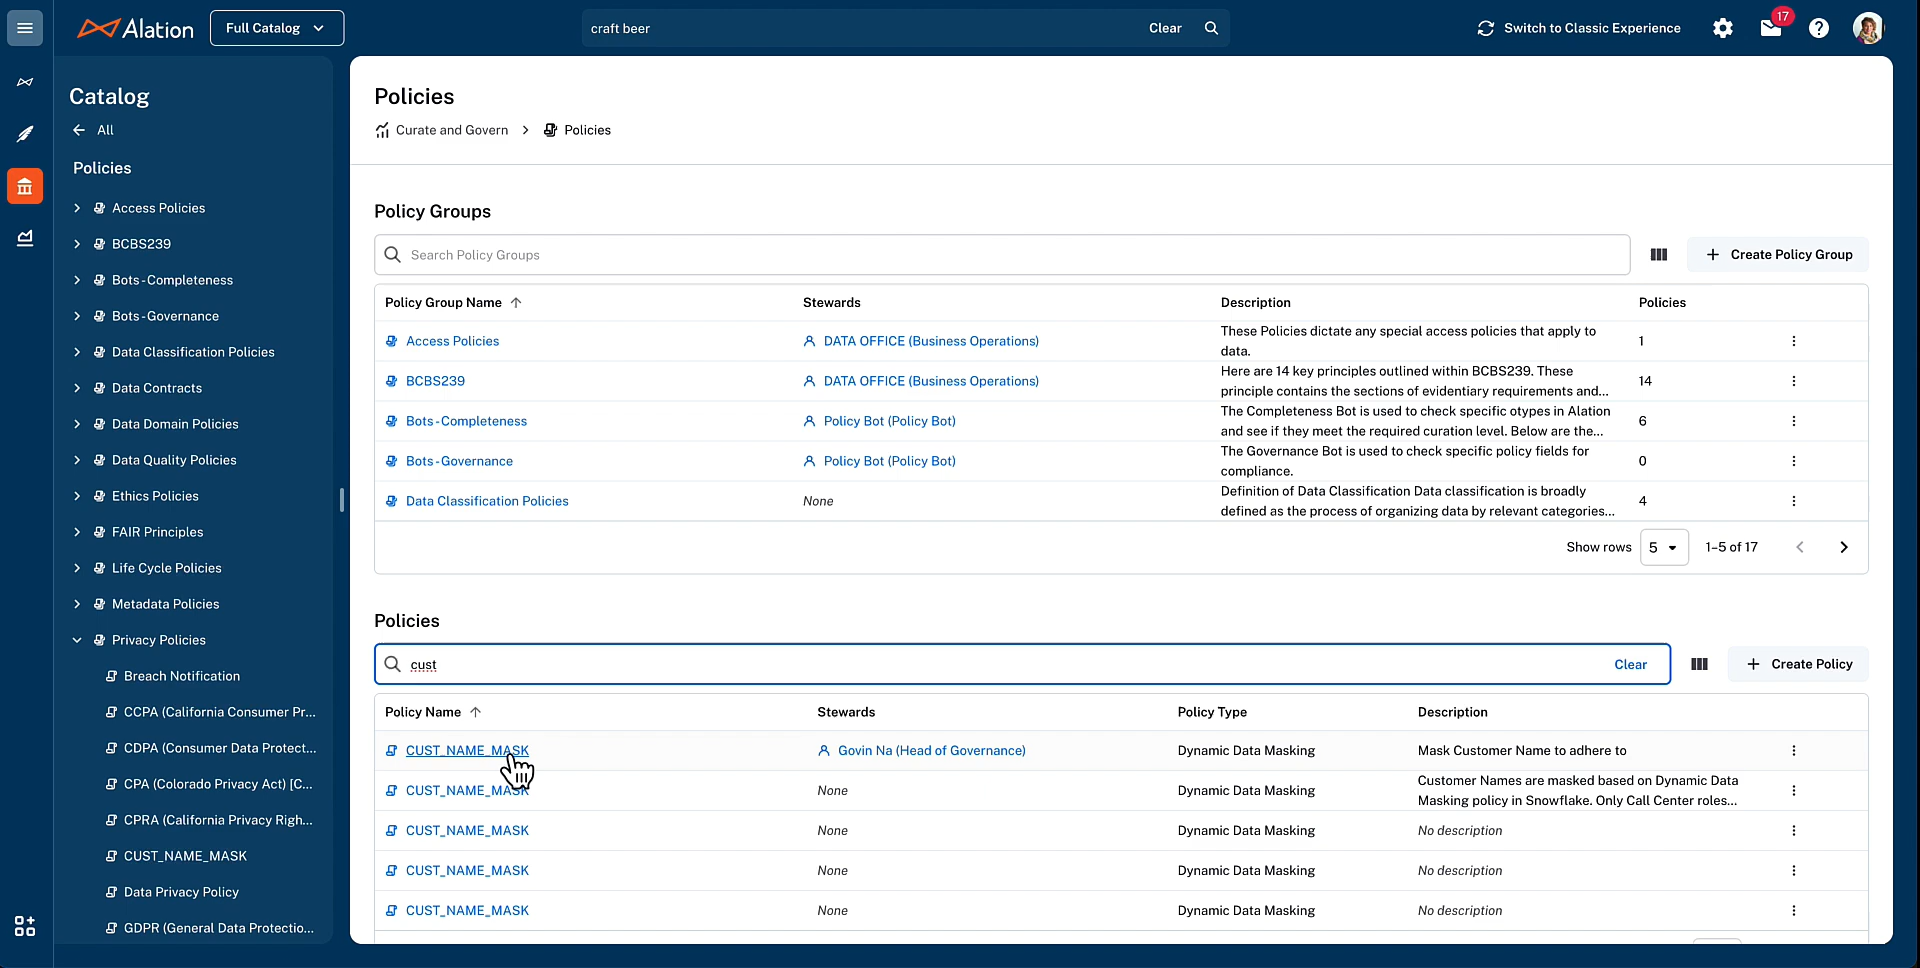 Alation
Full Catalog
craft beer
Clear
Switch to Classic Experience
17
Catalog
All
Policies
Access Policies
BCBS239
Bots-Completeness
Bots-Governance
Data Classification Policies
Data Contracts
Data Domain Policies
Data Quality Policies
Ethics Policies
FAIR Principles
Life Cycle Policies
Metadata Policies
Privacy Policies
Breach Notification
CCPA (California Consumer Pr...
CDPA (Consumer Data Protect...
CPA (Colorado Privacy Act) [C...
CPRA (California Privacy Righ...
CUST_NAME_MASK
Data Privacy Policy
GDPR (General Data Protectio...
Policies
Curate and Govern > Policies
Policy Groups
Search Policy Groups
Create Policy Group
Policy Group Name Stewards Description Policies
Access Policies DATA OFFICE (Business Operations) These Policies dictate any special access policies that apply to
data. 1
BCBS239 DATA OFFICE (Business Operations) Here are 14 key principles outlined within BCBS239. These
principle contains the sections of evidentiary requirements and... 14
Bots-Completeness Policy Bot (Policy Bot) The Completeness Bot is used to check specific otypes in Alation
and see if they meet the required curation level. Below are the... 6
Bots-Governance Policy Bot (Policy Bot) The Governance Bot is used to check specific policy fields for
compliance. 0
Data Classification Policies None Definition of Data Classification Data classification is broadly
defined as the process of organizing data by relevant categories... 4
Show rows 5 1-5 of 17
Policies
cust
Clear
Create Policy
Policy Name Stewards Policy Type Description
CUST_NAME_MASK Govin Na (Head of Governance) Dynamic Data Masking Mask Customer Name to adhere to
CUST_NAME_MASK None Dynamic Data Masking Customer Names are masked based on Dynamic Data
Masking policy in Snowflake. Only Call Center roles...
CUST_NAME_MASK None Dynamic Data Masking No description
CUST_NAME_MASK None Dynamic Data Masking No description
CUST_NAME_MASK None Dynamic Data Masking No description